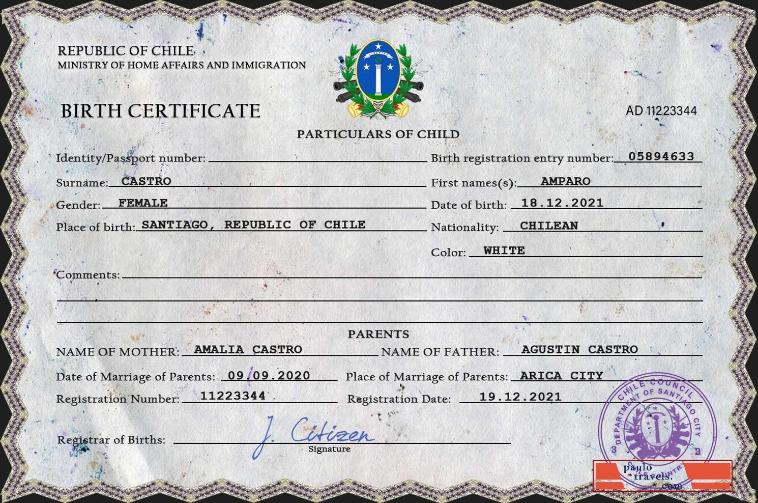 REPUBLIC OF CHILE
MINISTRY OF HOME AFFAIRS AND IMMIGRATION
BIRTH CERTIFICATE
AD 11223344
PARTICULARS OF CHILD
Identity/Passport number:
Birth registration entry number: 05894633
Surname: CASTRO
First names(s): AMPARO
Gender: FEMALE
Date of birth: 18.12.2021
Place of birth: SANTIAGO, REPUBLIC OF CHILE
Nationality: CHILEAN
Color: WHITE
Comments:
PARENTS
NAME OF MOTHER: AMALIA CASTRO
NAME OF FATHER: AGUSTIN CASTRO
Date of Marriage of Parents: 09.09.2020
Place of Marriage of Parents: ARICA CITY
Registration Number: 11223344
Registration Date: 19.12.2021
Registrar of Births: J. Citizen
Signature
CHILE COUNCIL
DEPARTMENT OF SANTIAGO CITY
paulo
travels.
com